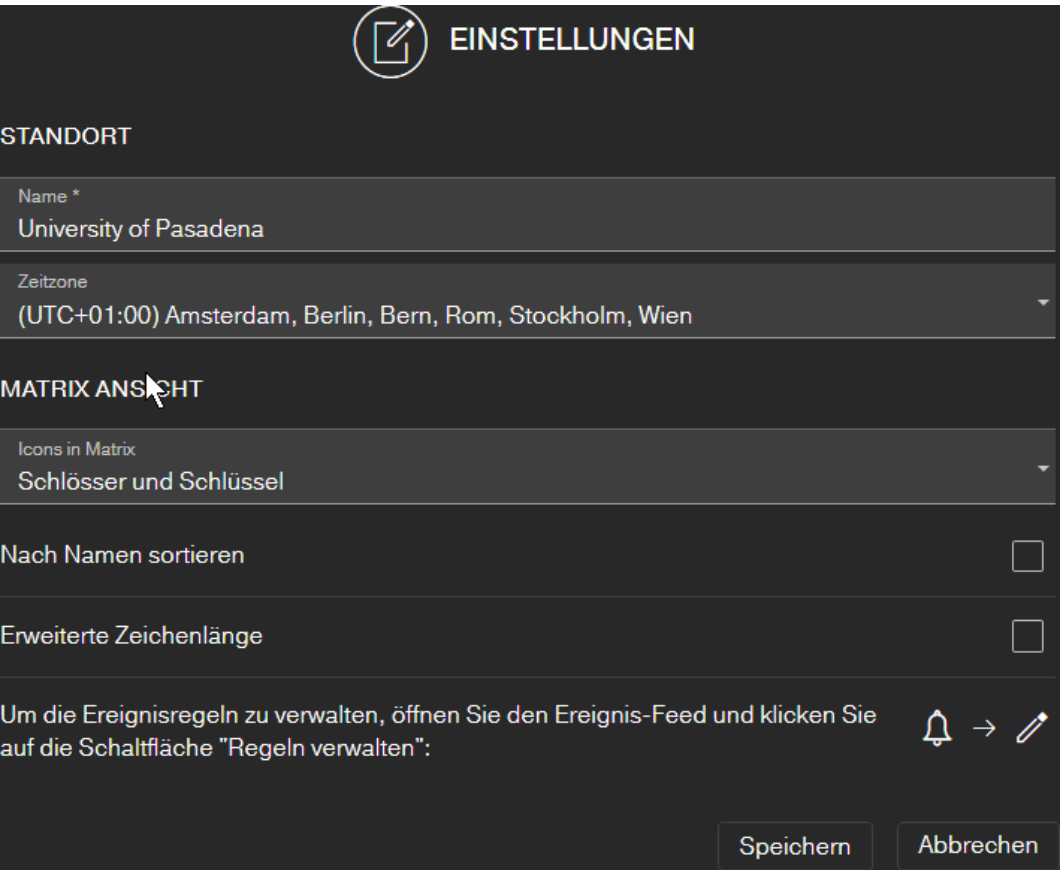 EINSTELLUNGEN
STANDORT
Name *
University of Pasadena
Zeitzone
(UTC+01:00) Amsterdam, Berlin, Bern, Rom, Stockholm, Wien
MATRIX ANSICHT
Icons in Matrix
Schlösser und Schlüssel
Nach Namen sortieren
Erweiterte Zeichenlänge
Um die Ereignisregeln zu verwalten, öffnen Sie den Ereignis-Feed und klicken Sie
auf die Schaltfläche "Regeln verwalten":
Speichern
Abbrechen